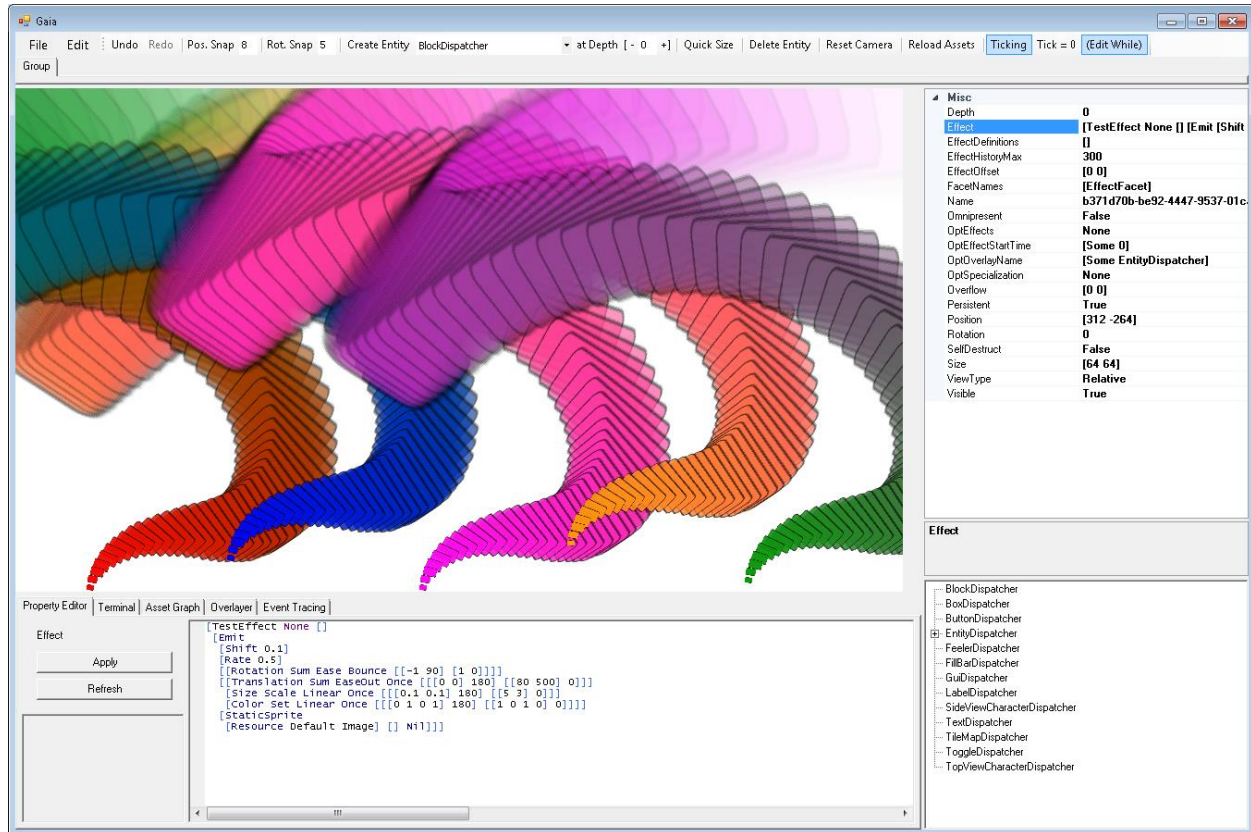 Gaia
File Edit Undo Redo Pos. Snap 8 Rot. Snap 5 Create Entity BlockDispatcher at Depth [ - 0 +] Quick Size Delete Entity Reset Camera Reload Assets Ticking Tick = 0 (Edit While)
Group
Misc
Depth 0
Effect [TestEffect None [] [Emit [Shift
EffectDefinitions []
EffectHistoryMax 300
EffectOffset [0 0]
FacetNames [EffectFacet]
Name b371d70b-be92-4447-9537-01c
Omnipresent False
OptEffects None
OptEffectStartTime [Some 0]
OptOverlayName [Some EntityDispatcher]
OptSpecialization None
Overflow [0 0]
Persistent True
Position [312 -264]
Rotation 0
SelfDestruct False
Size [64 64]
ViewType Relative
Visible True
Effect
BlockDispatcher
BoxDispatcher
ButtonDispatcher
EntityDispatcher
FeelerDispatcher
FillBarDispatcher
GuiDispatcher
LabelDispatcher
SideViewCharacterDispatcher
TextDispatcher
TileMapDispatcher
ToggleDispatcher
TopViewCharacterDispatcher
Property Editor Terminal Asset Graph Overlayer Event Tracing
Effect
Apply
Refresh
[TestEffect None []
[Emit
[Shift 0.1]
[Rate 0.5]
[[Rotation Sum Ease Bounce [[-1 90] [1 0]]]]
[[Translation Sum EaseOut Once [[[0 0] 180] [[80 500] 0]]]
[Size Scale Linear Once [[[0.1 0.1] 180] [[5 3] 0]]]
[Color Set Linear Once [[[0 1 0 1] 180] [[1 0 1 0] 0]]]]
[StaticSprite
[Resource Default Image] [] Nil]]]